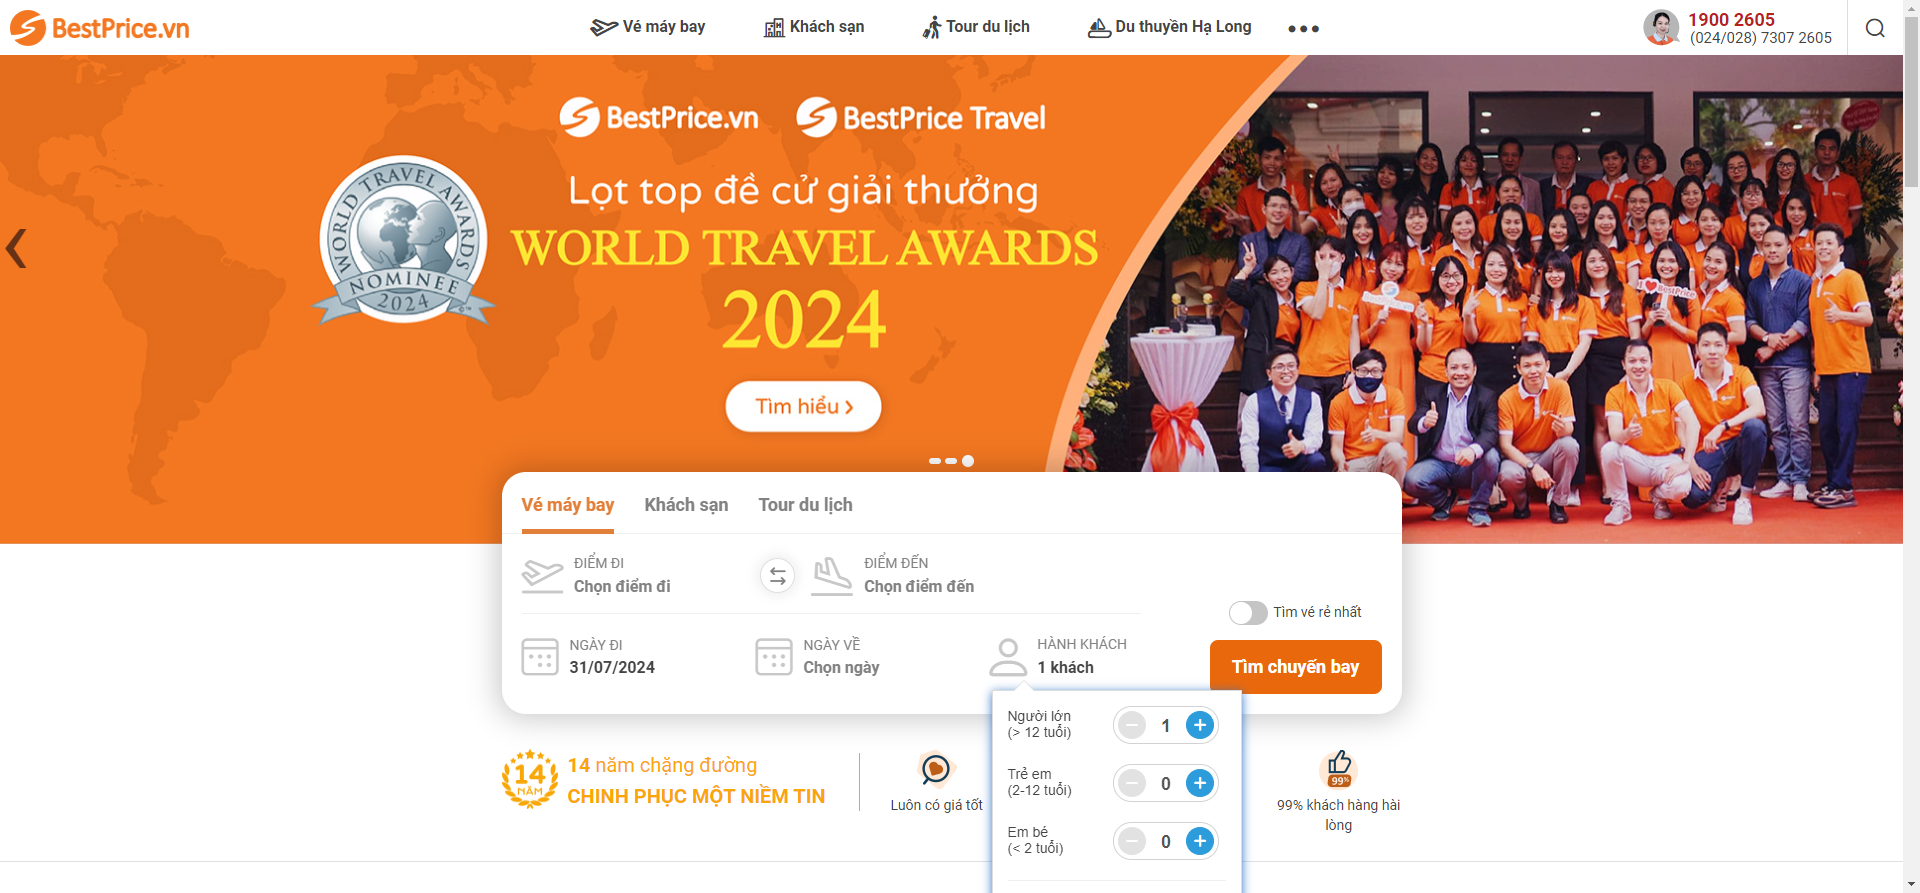 BestPrice.vn
Vé máy bay
Khách sạn
Tour du lịch
Du thuyền Hạ Long
1900 2605
(024/028) 7307 2605
BestPrice.vn
BestPrice Travel
Lọt top đề cử giải thưởng
WORLD TRAVEL AWARDS
2024
WORLD TRAVEL AWARDS
NOMINEE
2024
Tìm hiểu
I BestPrice
Vé máy bay
Khách sạn
Tour du lịch
ĐIỂM ĐI
Chọn điểm đi
ĐIỂM ĐẾN
Chọn điểm đến
Tìm vé rẻ nhất
NGÀY ĐI
31/07/2024
NGÀY VỀ
Chọn ngày
HÀNH KHÁCH
1 khách
Tìm chuyến bay
Người lớn
(> 12 tuổi)
1
Trẻ em
(2-12 tuổi)
0
Em bé
(< 2 tuổi)
0
14
NĂM
14 năm chặng đường
CHINH PHỤC MỘT NIỀM TIN
Luôn có giá tốt
99%
99% khách hàng hài
lòng